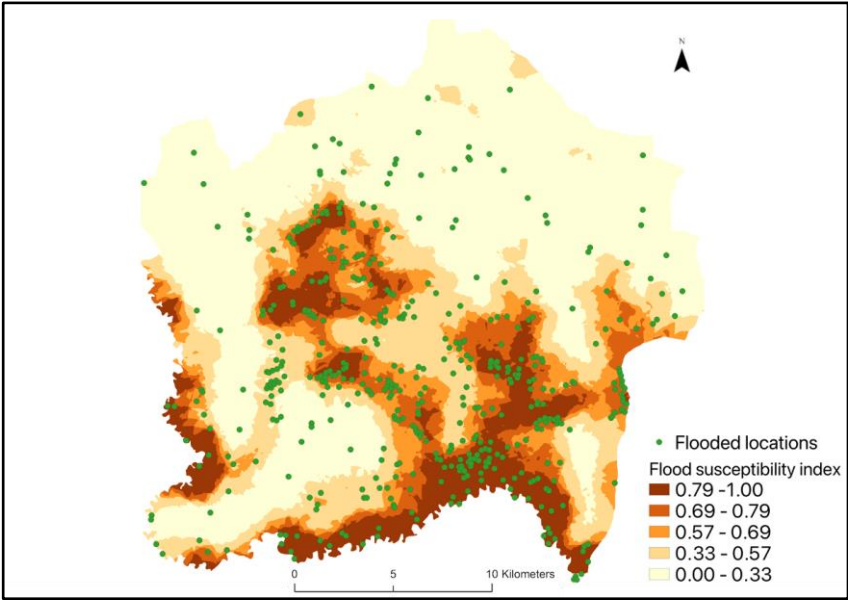 N
Flooded locations
Flood susceptibility index
0.79 -1.00
0.69 - 0.79
0.57 - 0.69
0.33 - 0.57
0.00 - 0.33
0 5 10 Kilometers